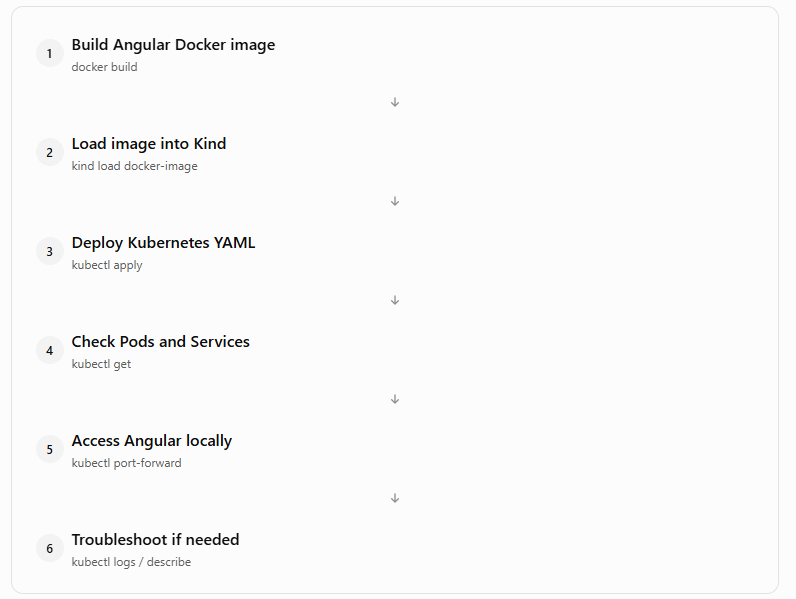 1
Build Angular Docker image
docker build
↓
2
Load image into Kind
kind load docker-image
↓
3
Deploy Kubernetes YAML
kubectl apply
↓
4
Check Pods and Services
kubectl get
↓
5
Access Angular locally
kubectl port-forward
↓
6
Troubleshoot if needed
kubectl logs / describe